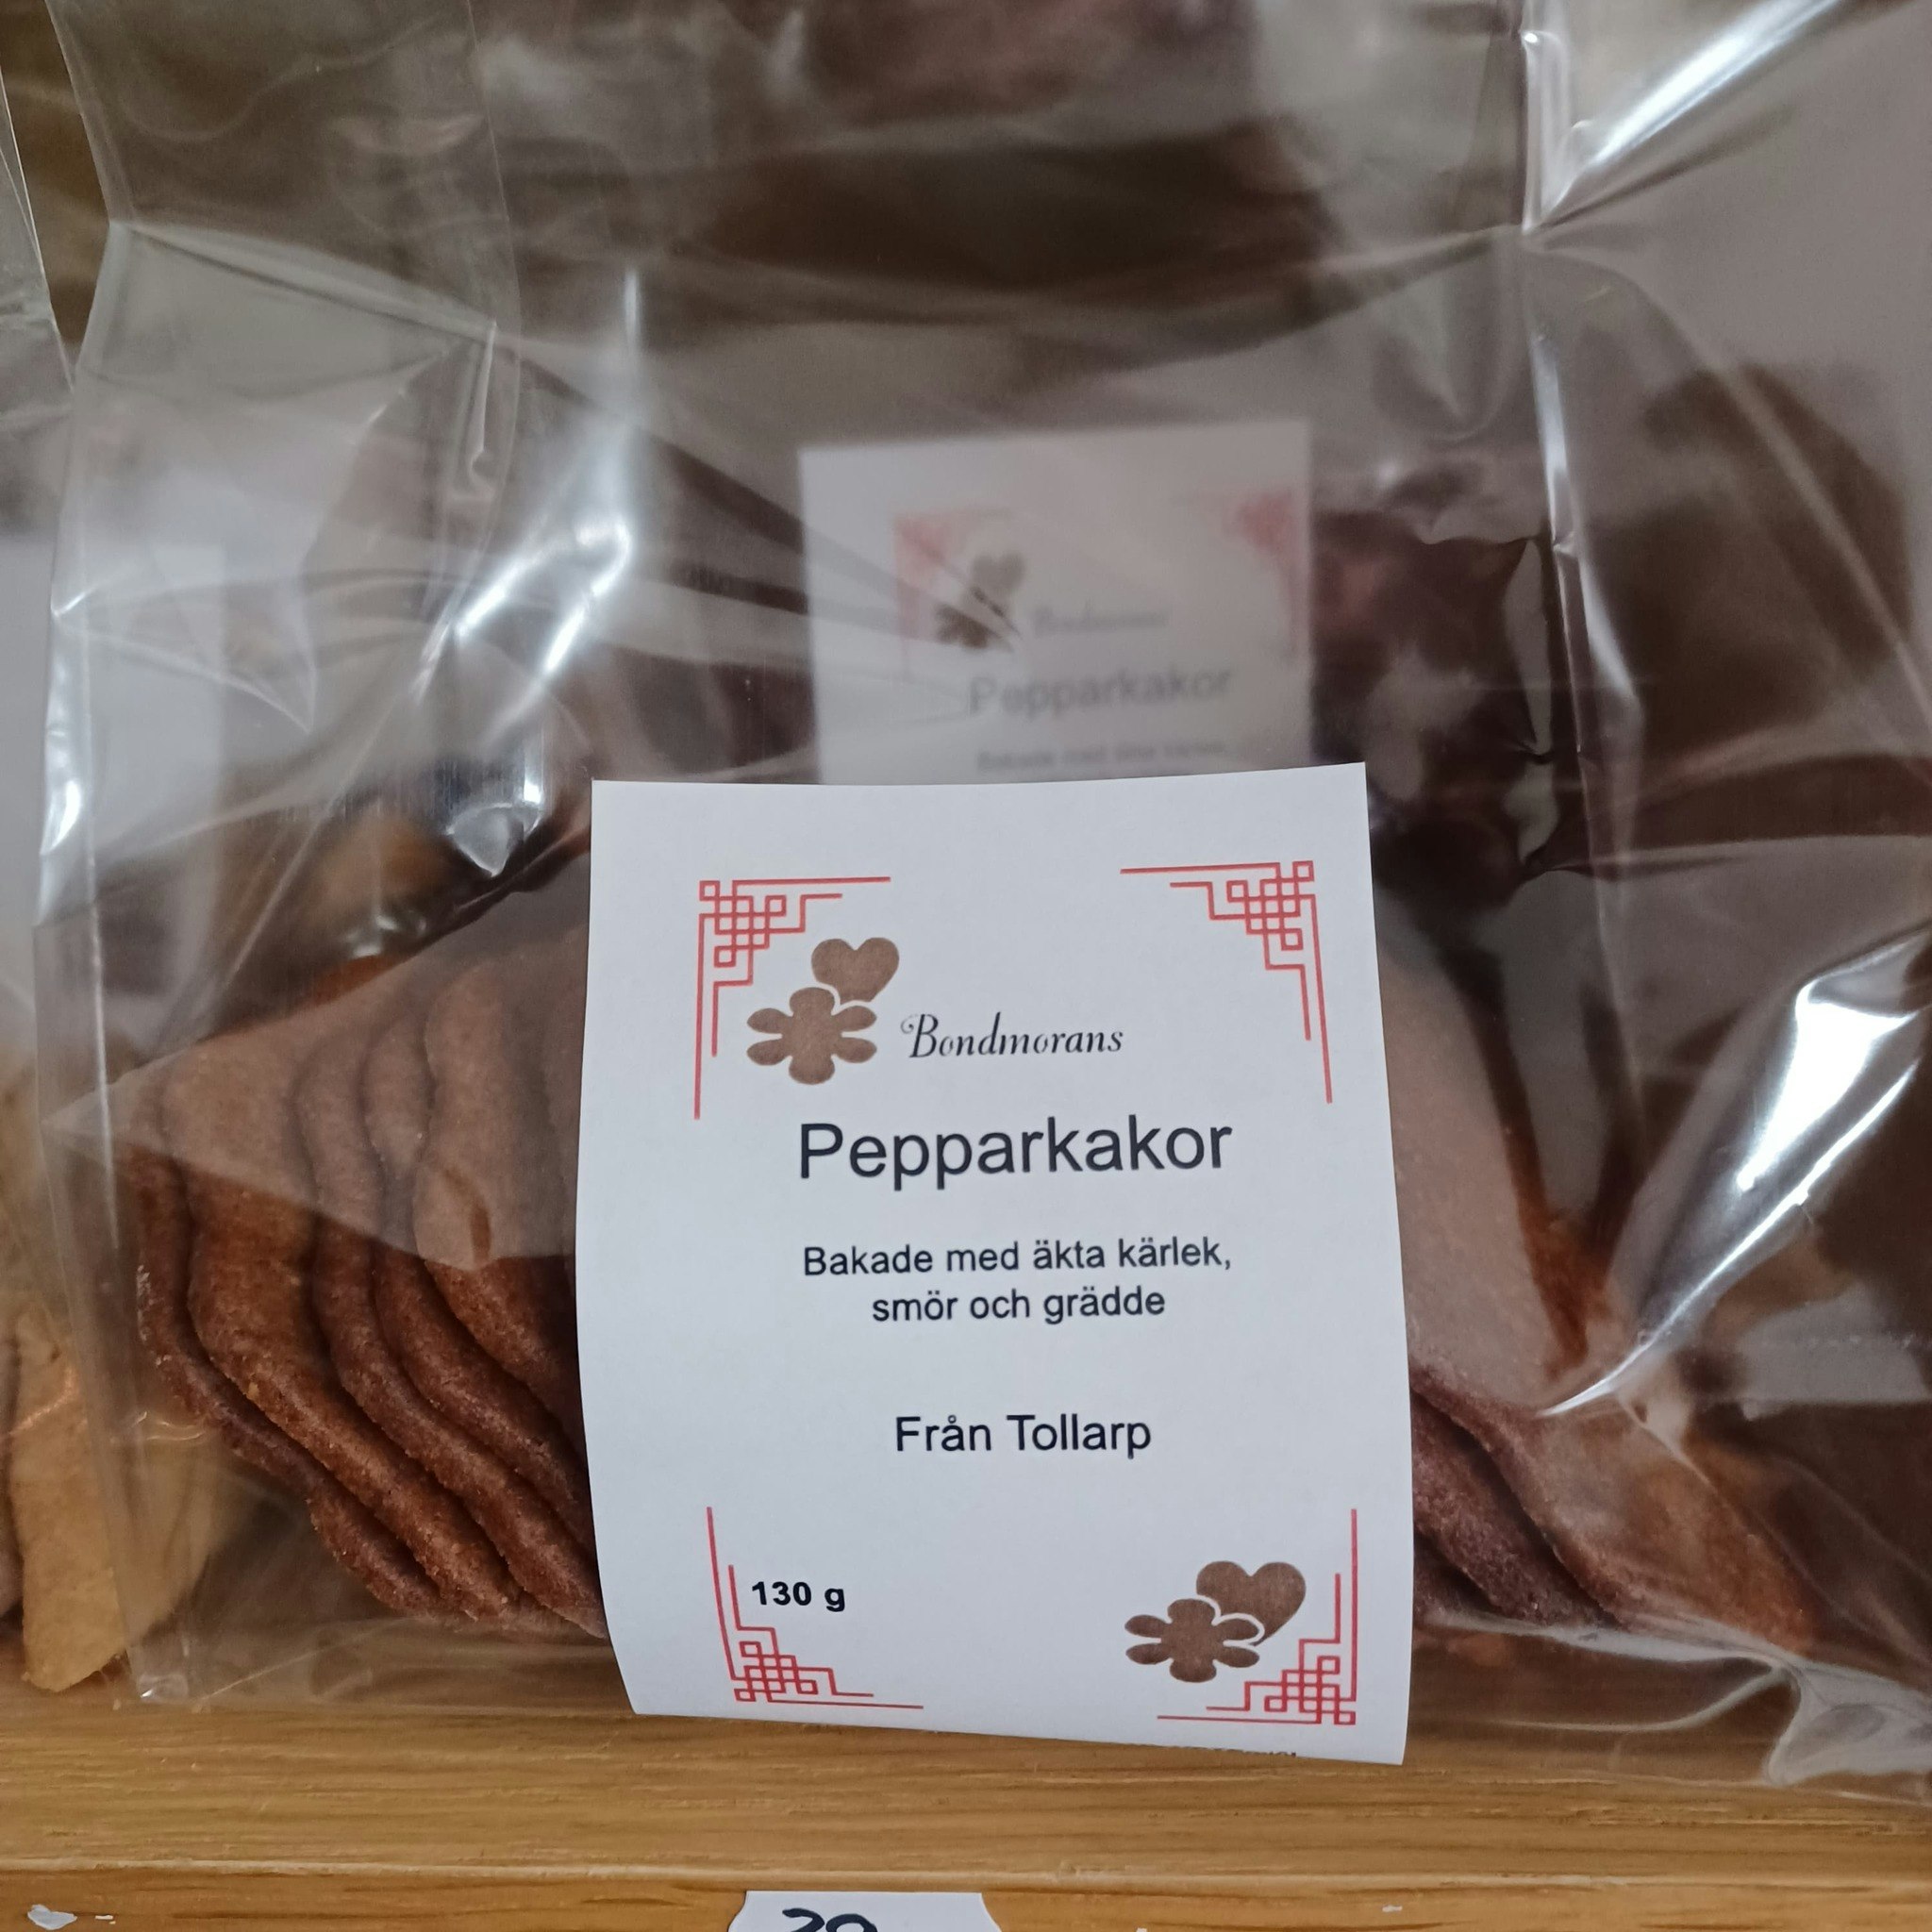 Pepparkakor
Bondmorans
Pepparkakor
Bakade med äkta kärlek,
smör och grädde
Från Tollarp
130 g